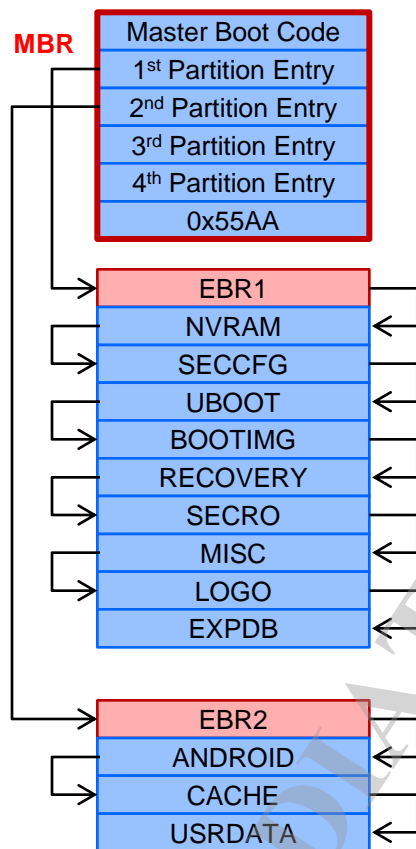 MBR
Master Boot Code
1st Partition Entry
2nd Partition Entry
3rd Partition Entry
4th Partition Entry
0x55AA
EBR1
NVRAM
SECCFG
UBOOT
BOOTIMG
RECOVERY
SECRO
MISC
LOGO
EXPDB
EBR2
ANDROID
CACHE
USRDATA
DIAT